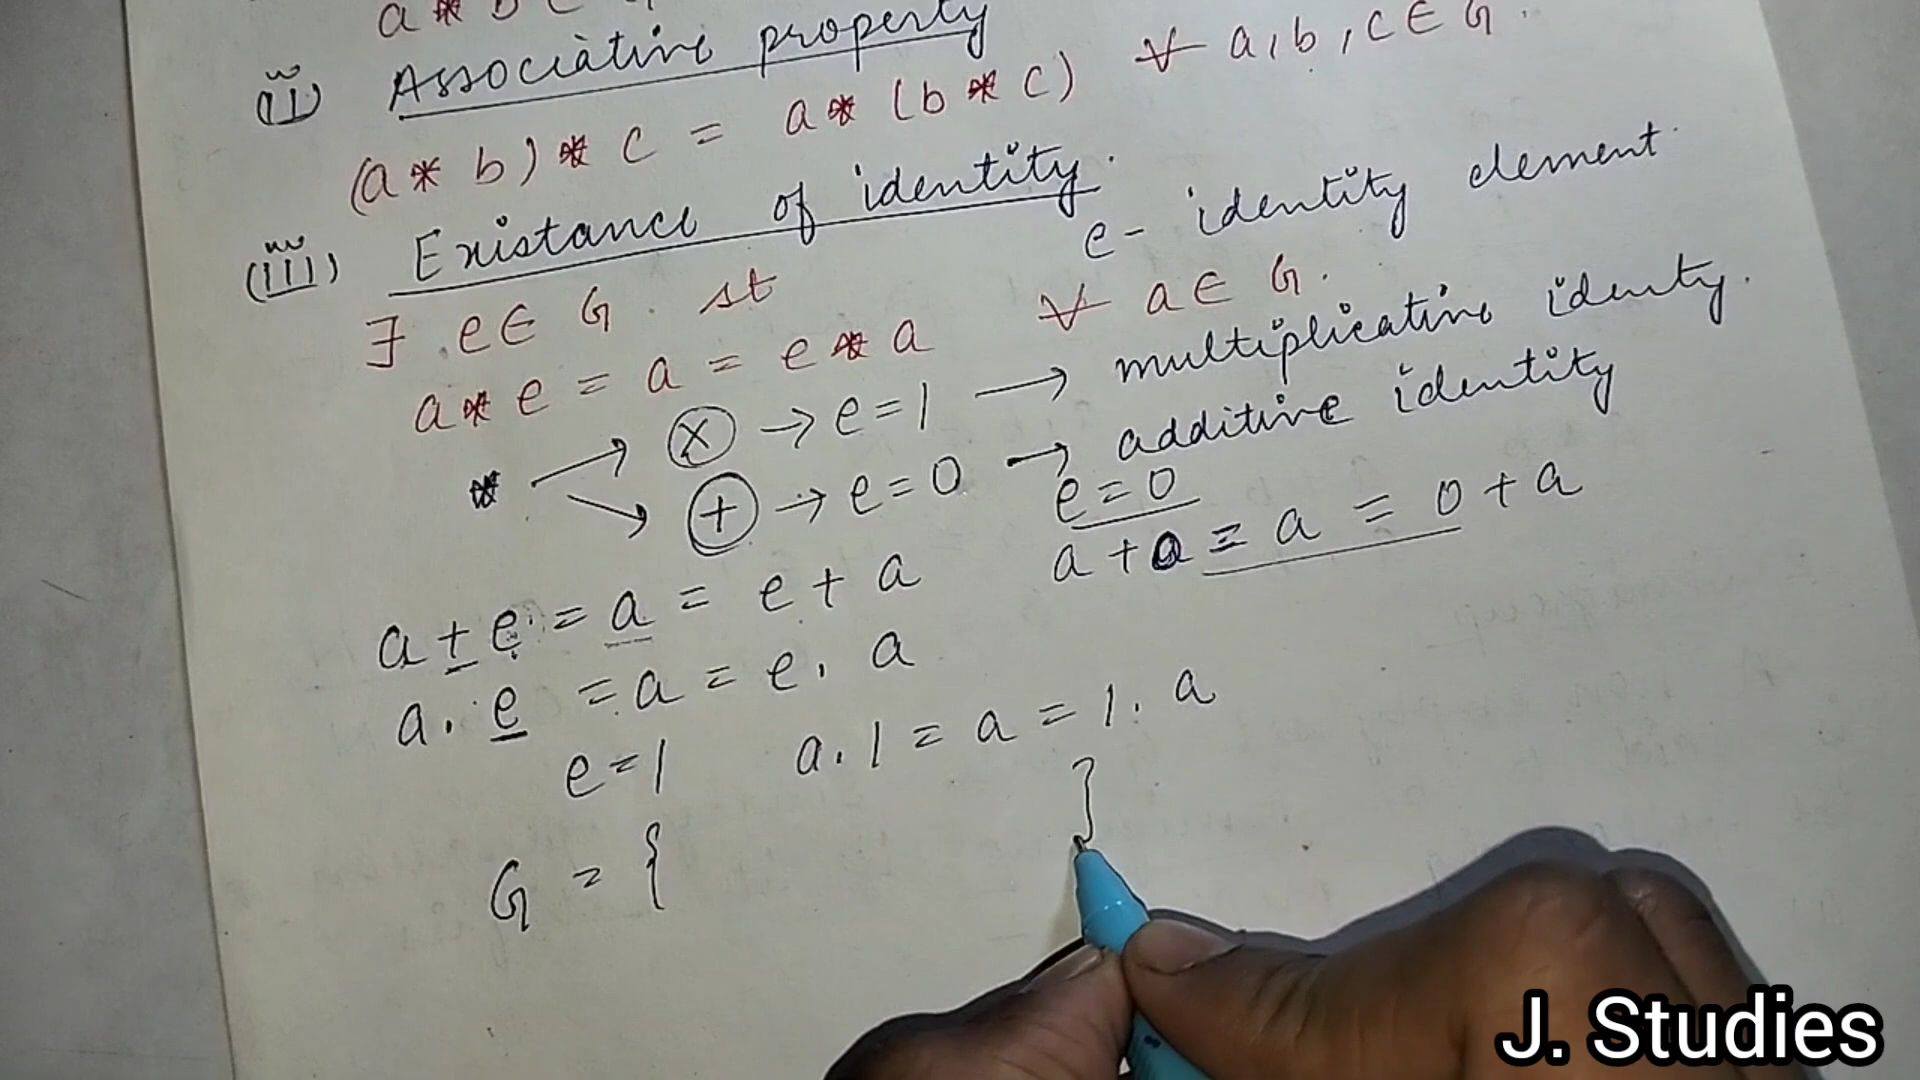 a * b ∈ G
(ii) Associative property
(a * b) * c = a * (b * c) ∀ a, b, c ∈ G.
(iii) Existance of identity.
e - identity element
∃ e ∈ G. st
a * e = a = e * a ∀ a ∈ G.
* → ⊗ → e = 1 → multiplicative identy.
→ ⊕ → e = 0 → additive identity
e = 0
a + e = a = e + a
a + 0 = a = 0 + a
a. e = a = e. a
e = 1 a. 1 = a = 1. a
G = { }
J. Studies